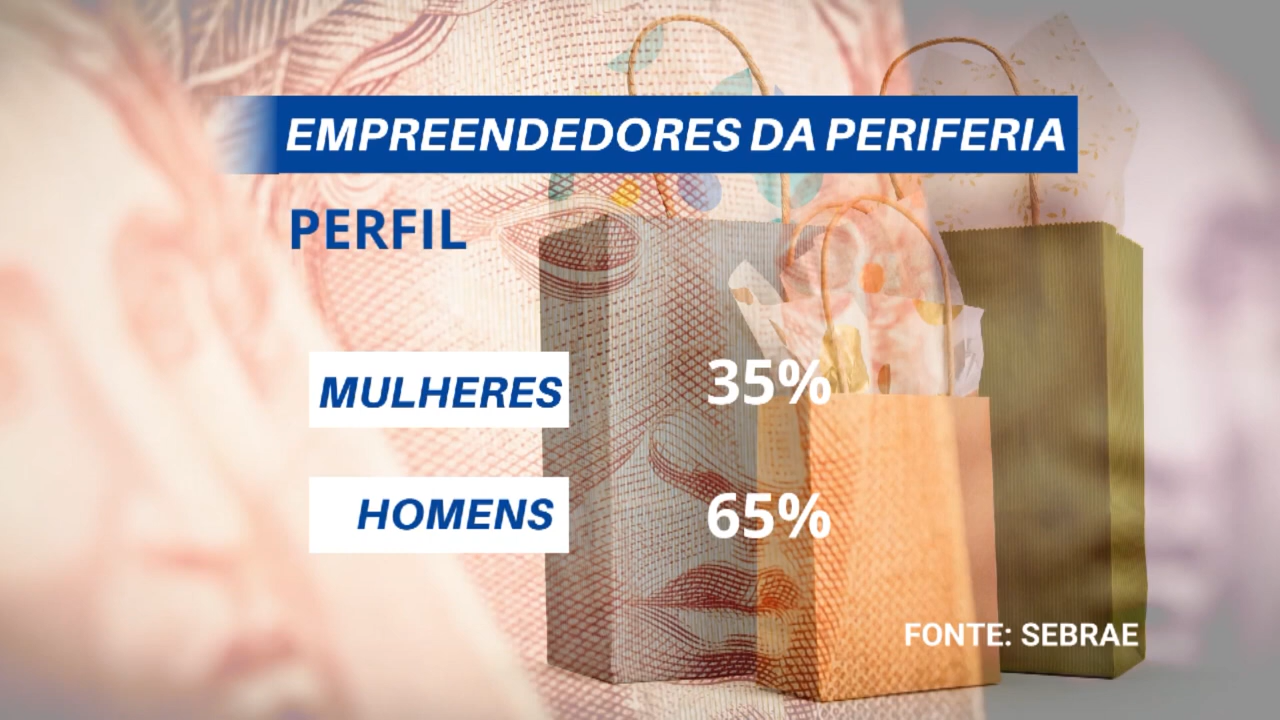 EMPREENDEDORES DA PERIFERIA
PERFIL
MULHERES 35%
HOMENS 65%
FONTE: SEBRAE